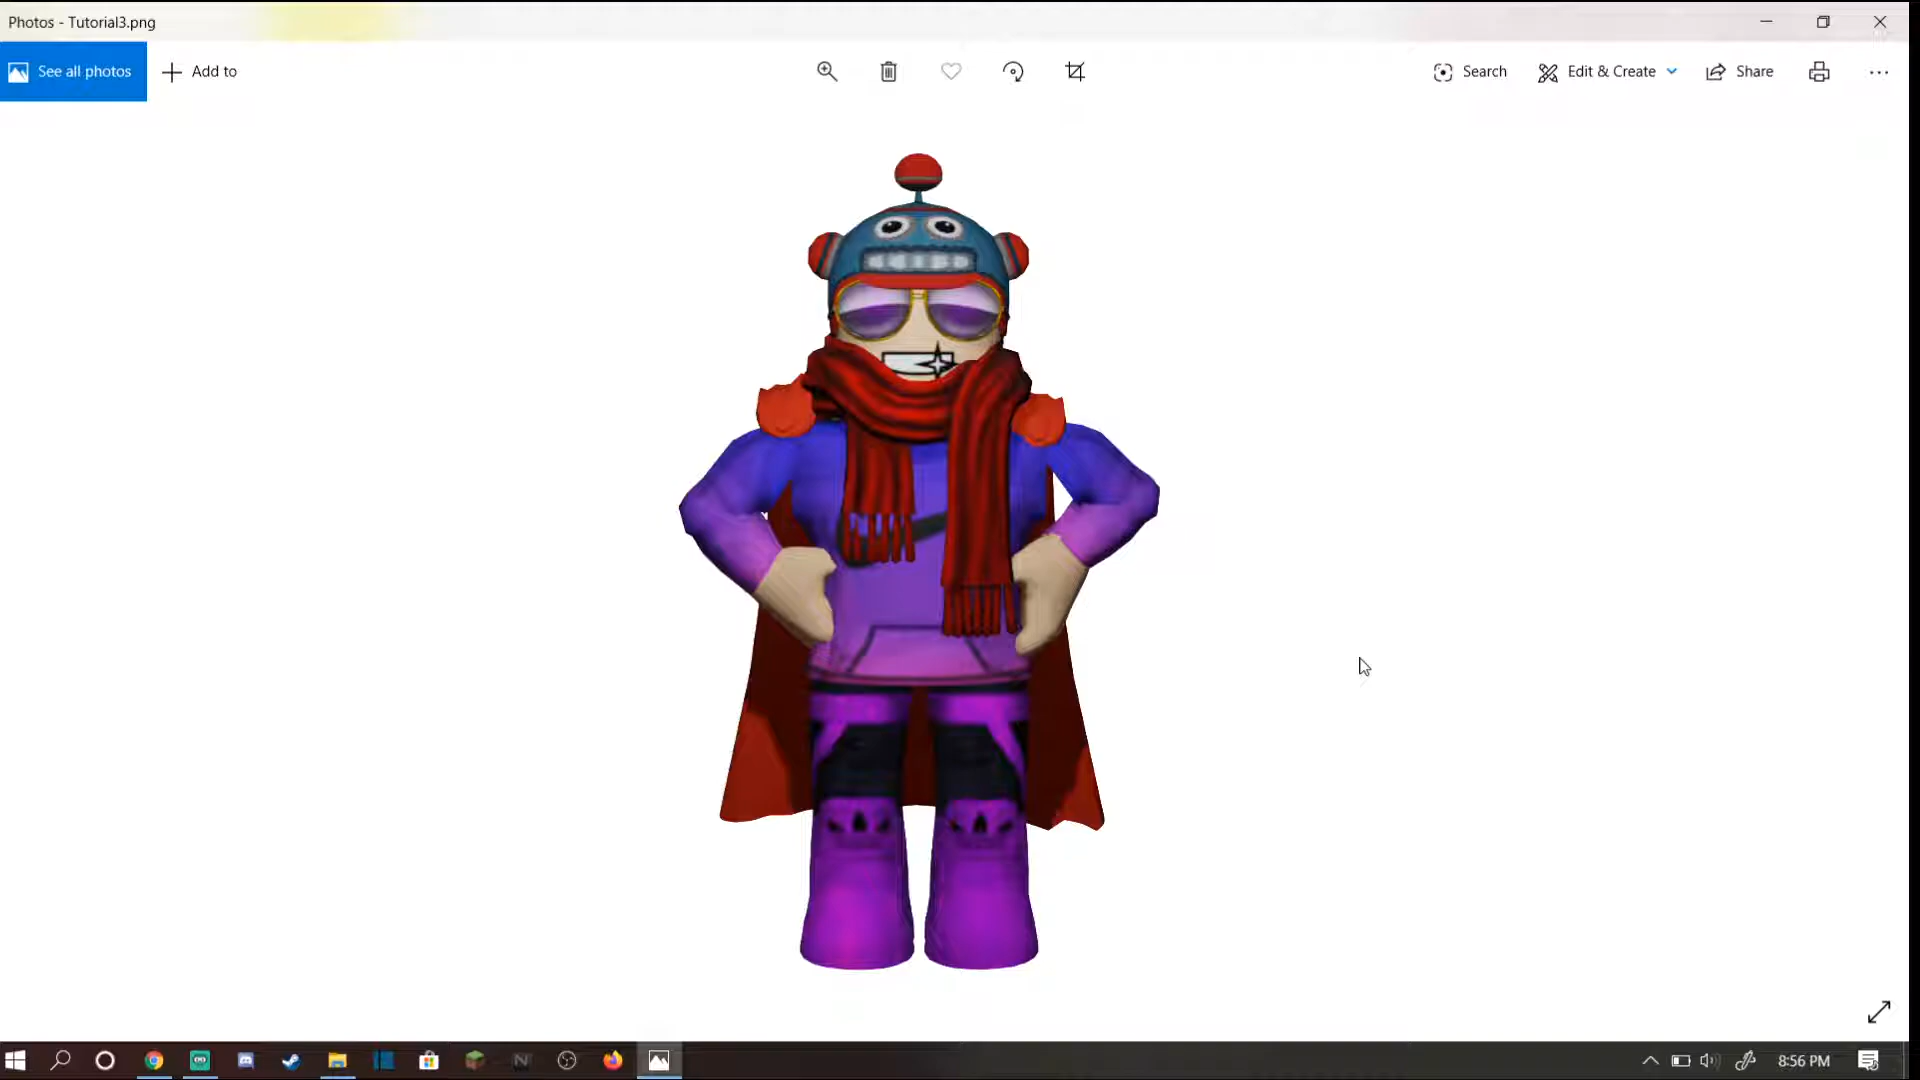 Photos - Tutorial3.png
See all photos
Add to
Search
Edit & Create
Share
8:56 PM